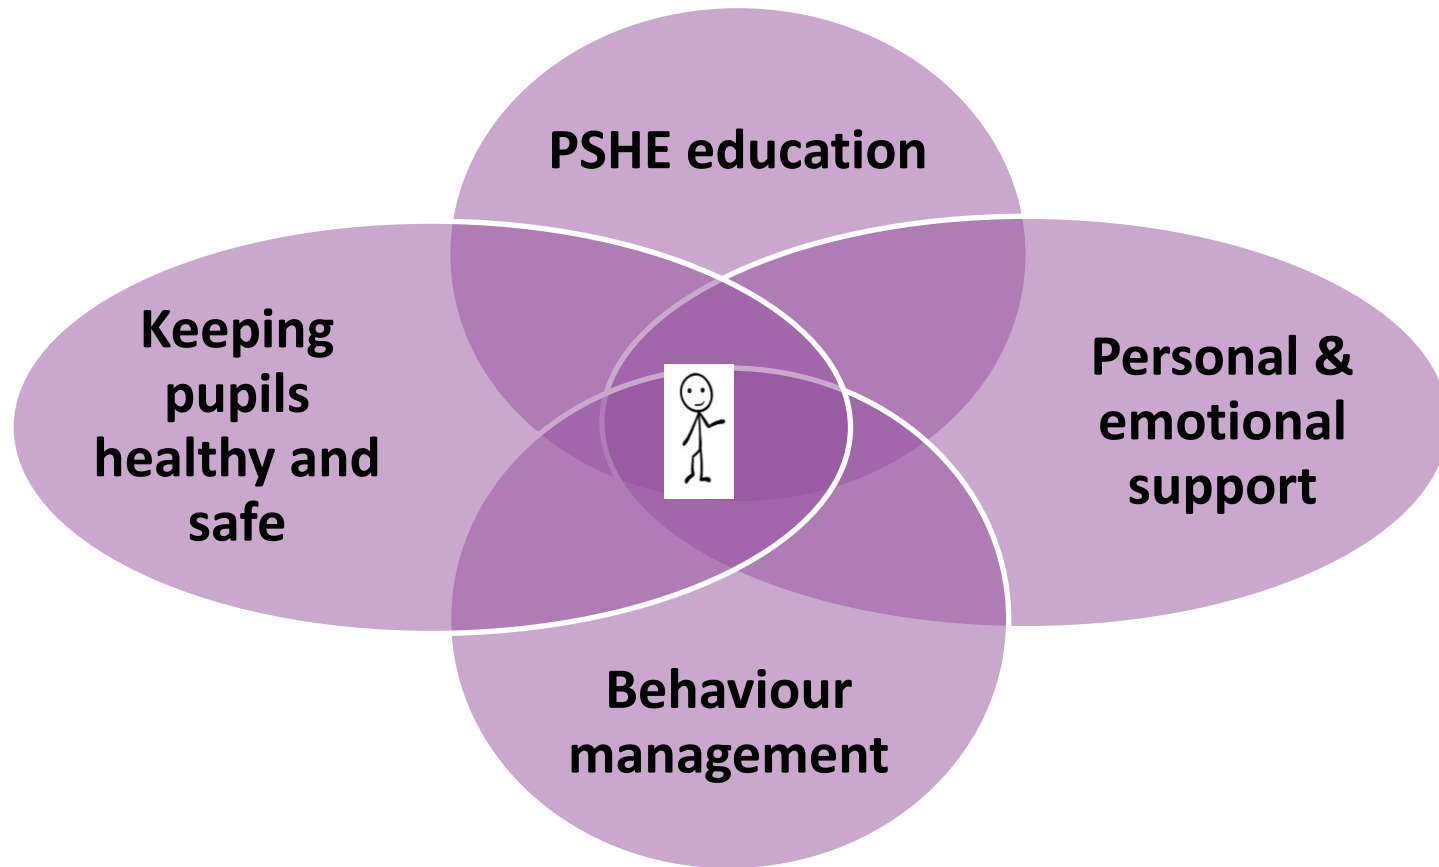 PSHE education
Keeping
pupils
healthy and
safe
Personal &
emotional
support
Behaviour
management